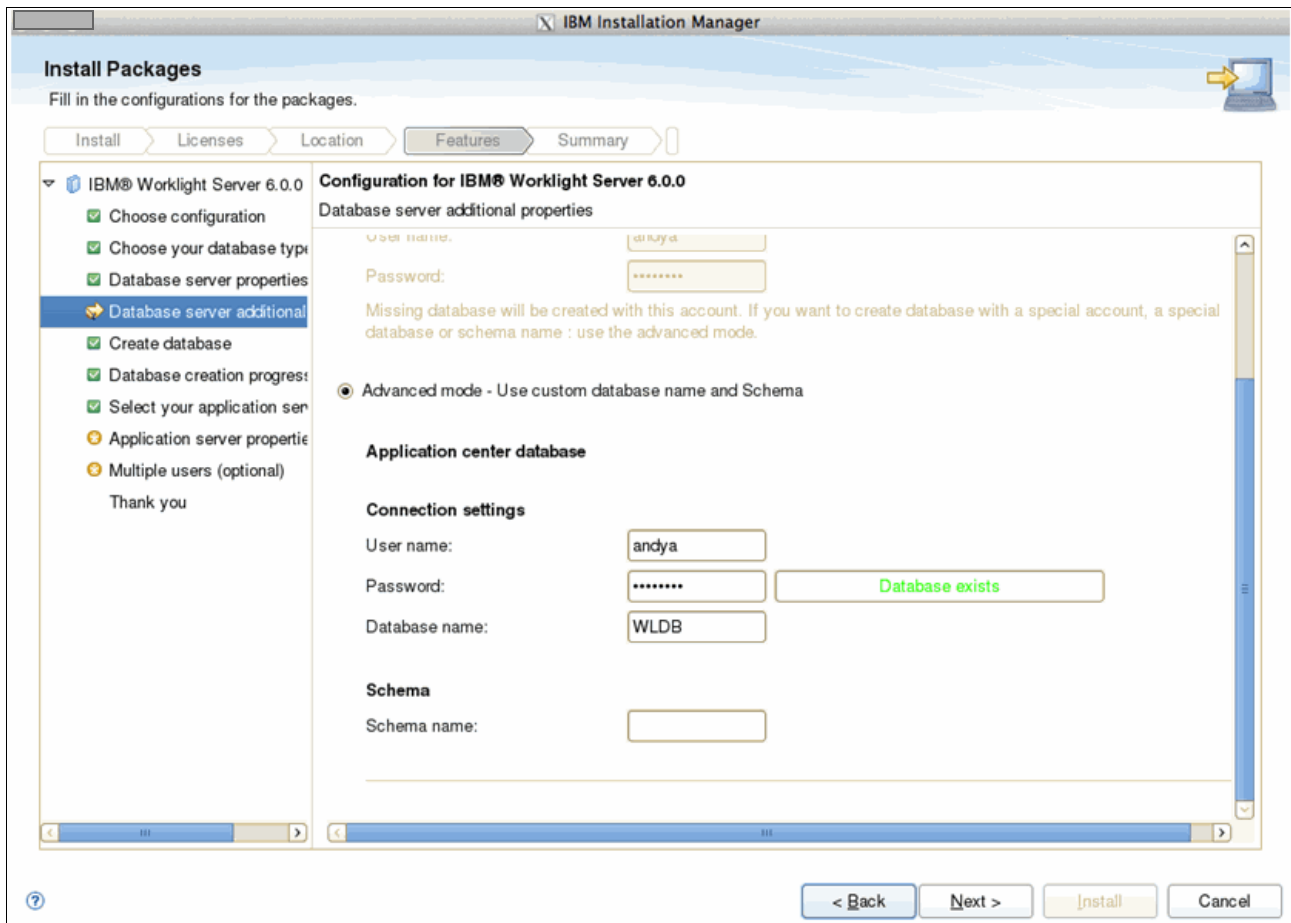 IBM Installation Manager
Install Packages
Fill in the configurations for the packages.
Install
Licenses
Location
Features
Summary
IBM® Worklight Server 6.0.0
Choose configuration
Choose your database type
Database server properties
Database server additional
Create database
Database creation progress
Select your application ser
Application server propertie
Multiple users (optional)
Thank you
Configuration for IBM® Worklight Server 6.0.0
Database server additional properties
User name: andya
Password: ••••••••
Missing database will be created with this account. If you want to create database with a special account, a special
database or schema name : use the advanced mode.
Advanced mode - Use custom database name and Schema
Application center database
Connection settings
User name: andya
Password: •••••••• Database exists
Database name: WLDB
Schema
Schema name:
< Back
Next >
Install
Cancel